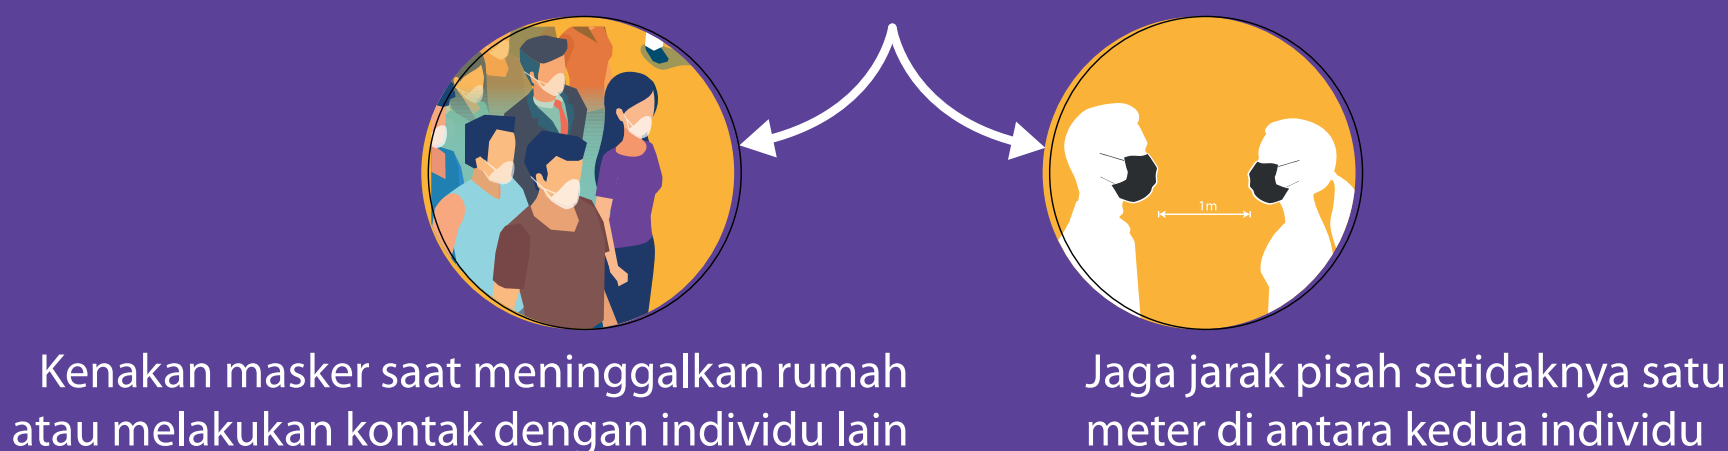 1m
Kenakan masker saat meninggalkan rumah
atau melakukan kontak dengan individu lain
Jaga jarak pisah setidaknya satu
meter di antara kedua individu